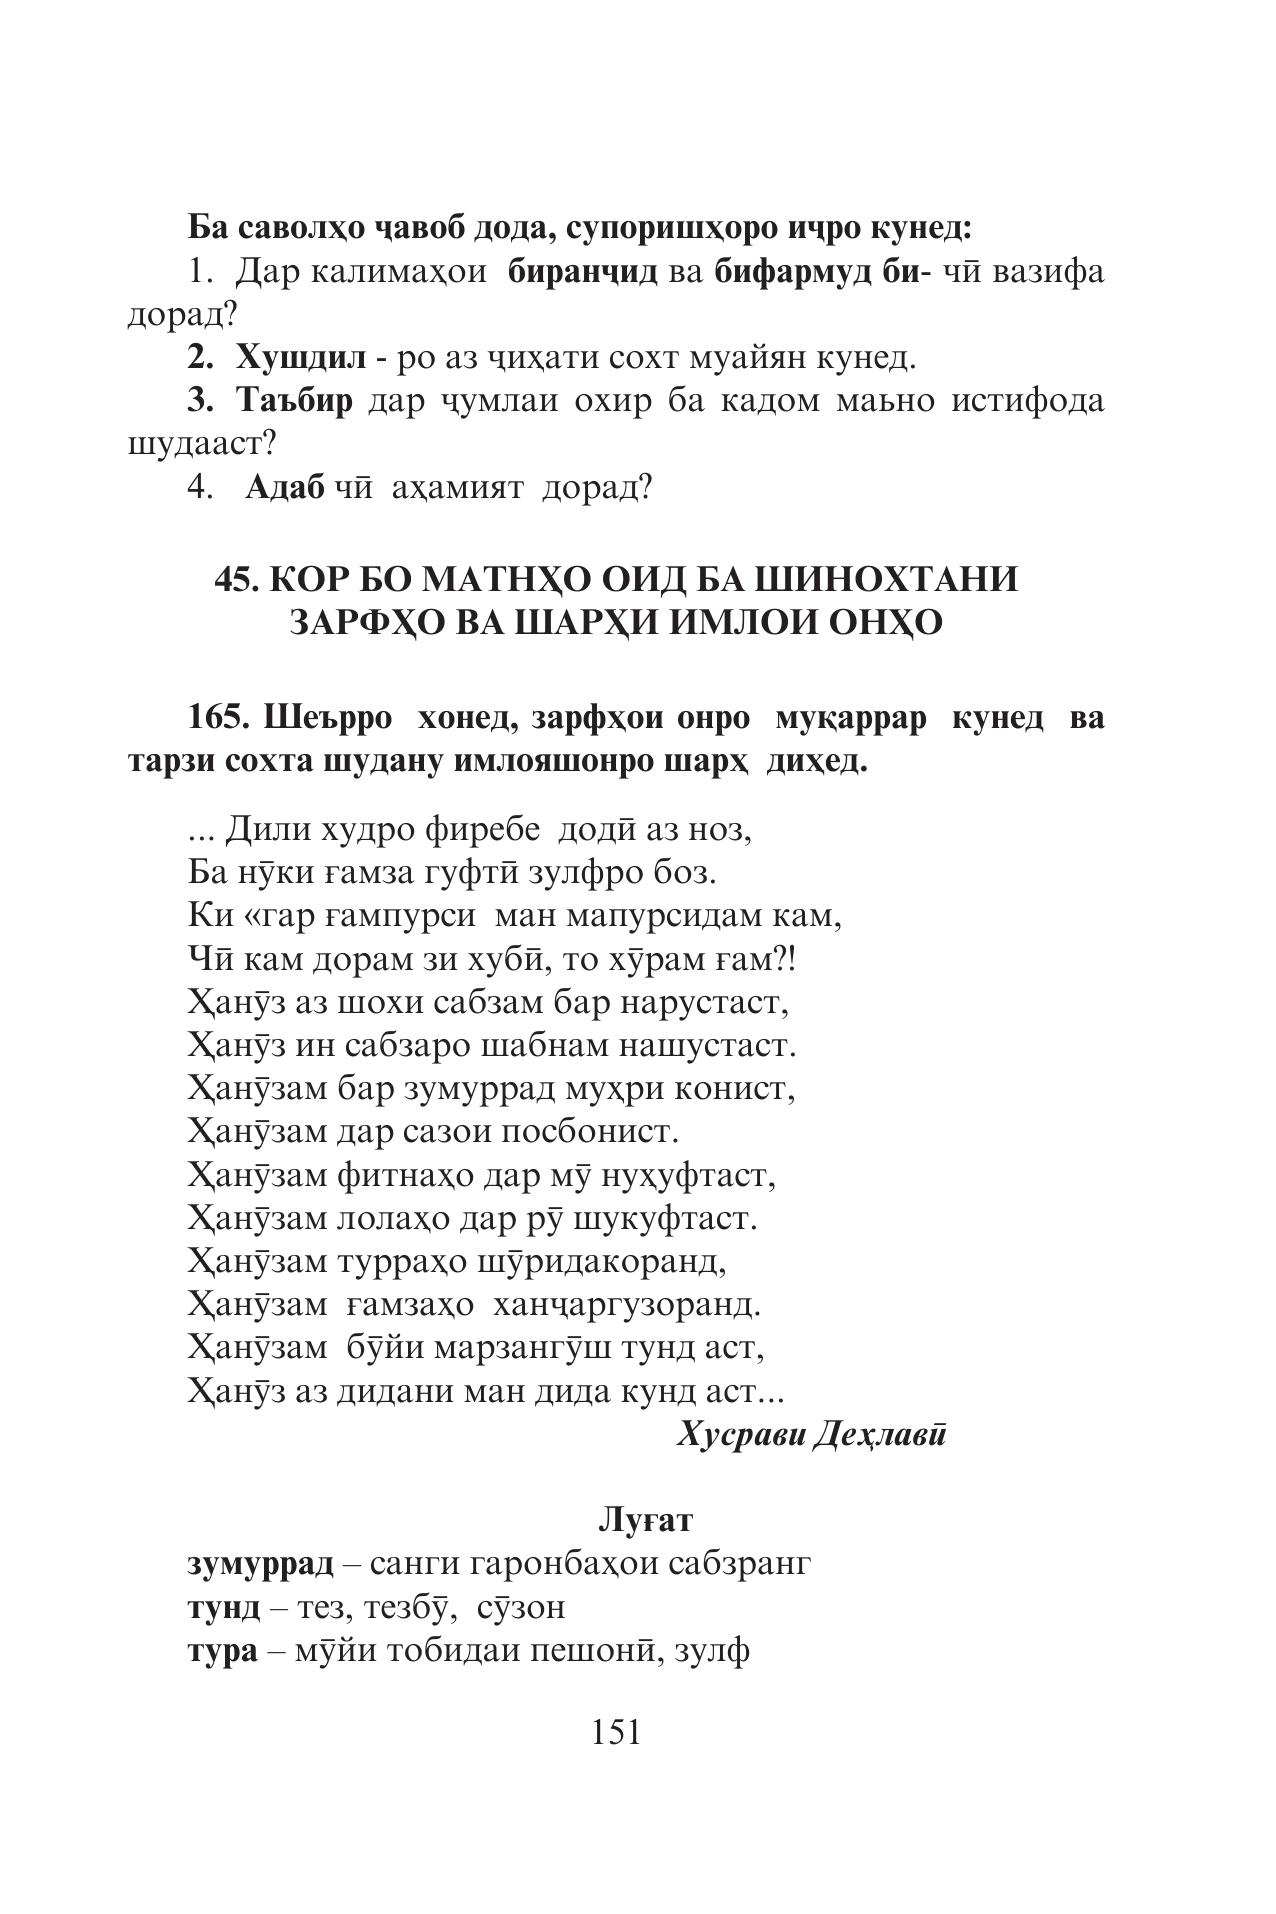 Ба саволҳо ҷавоб дода, супоришҳоро иҷро кунед:
1. Дар калимаҳои биранҷид ва бифармуд би- чӣ вазифа
дорад?
2. Хушдил - ро аз ҷиҳати сохт муайян кунед.
3. Таъбир дар ҷумлаи охир ба кадом маьно истифода
шудааст?
4. Адаб чӣ аҳамият дорад?
45. КОР БО МАТНҲО ОИД БА ШИНОХТАНИ
ЗАРФҲО ВА ШАРҲИ ИМЛОИ ОНҲО
165. Шеърро хонед, зарфҳои онро муқаррар кунед ва
тарзи сохта шудану имлояшонро шарҳ диҳед.
... Дили худро фиребе додӣ аз ноз,
Ба нӯки ғамза гуфтӣ зулфро боз.
Ки «гар ғампурси ман мапурсидам кам,
Чӣ кам дорам зи хубӣ, то хӯрам ғам?!
Ҳанӯз аз шохи сабзам бар нарустаст,
Ҳанӯз ин сабзаро шабнам нашустаст.
Ҳанӯзам бар зумуррад муҳри конист,
Ҳанӯзам дар сазои посбонист.
Ҳанӯзам фитнаҳо дар мӯ нуҳуфтаст,
Ҳанӯзам лолаҳо дар рӯ шукуфтаст.
Ҳанӯзам турраҳо шӯридакоранд,
Ҳанӯзам ғамзаҳо ханҷаргузоранд.
Ҳанӯзам бӯйи марзангӯш тунд аст,
Ҳанӯз аз дидани ман дида кунд аст...
Хусрави Деҳлавӣ
Луғат
зумуррад – санги гаронбаҳои сабзранг
тунд – тез, тезбӯ, сӯзон
тура – мӯйи тобидаи пешонӣ, зулф
151